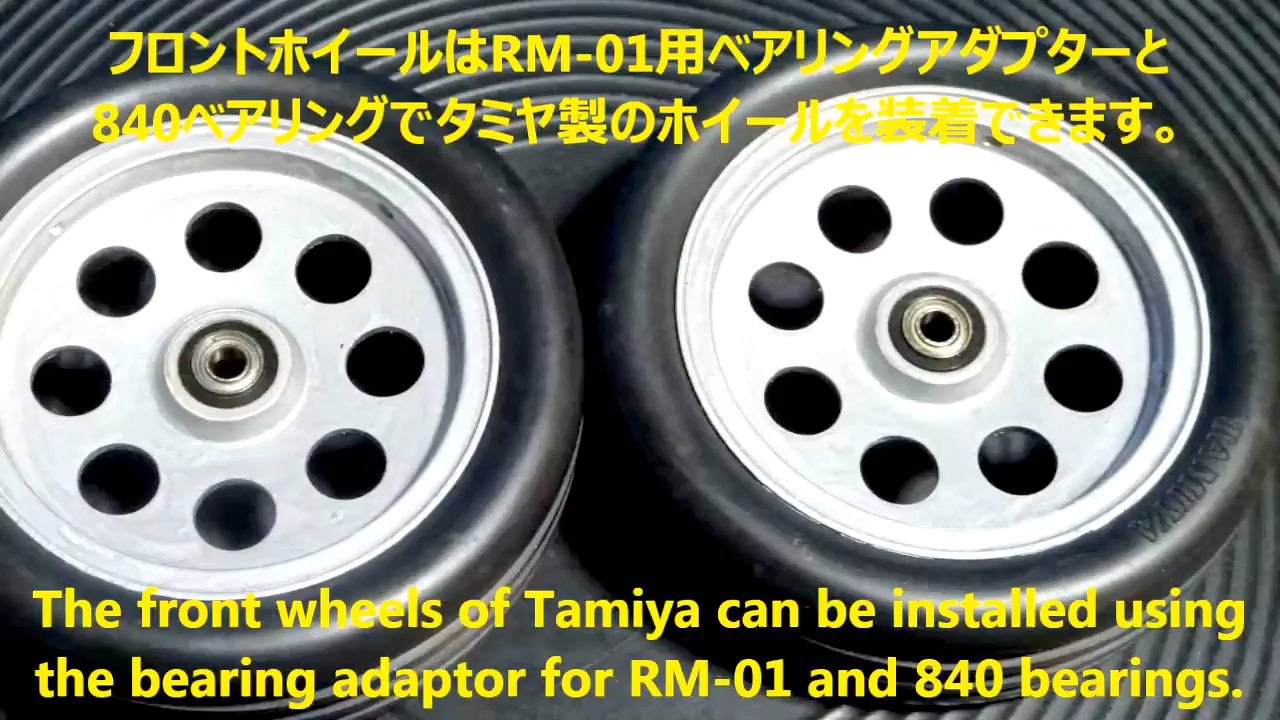 フロントホイールはRM-01用ベアリングアダプターと
840ベアリングでタミヤ製のホイールを装着できます。
TAMIYA
The front wheels of Tamiya can be installed using
the bearing adaptor for RM-01 and 840 bearings.